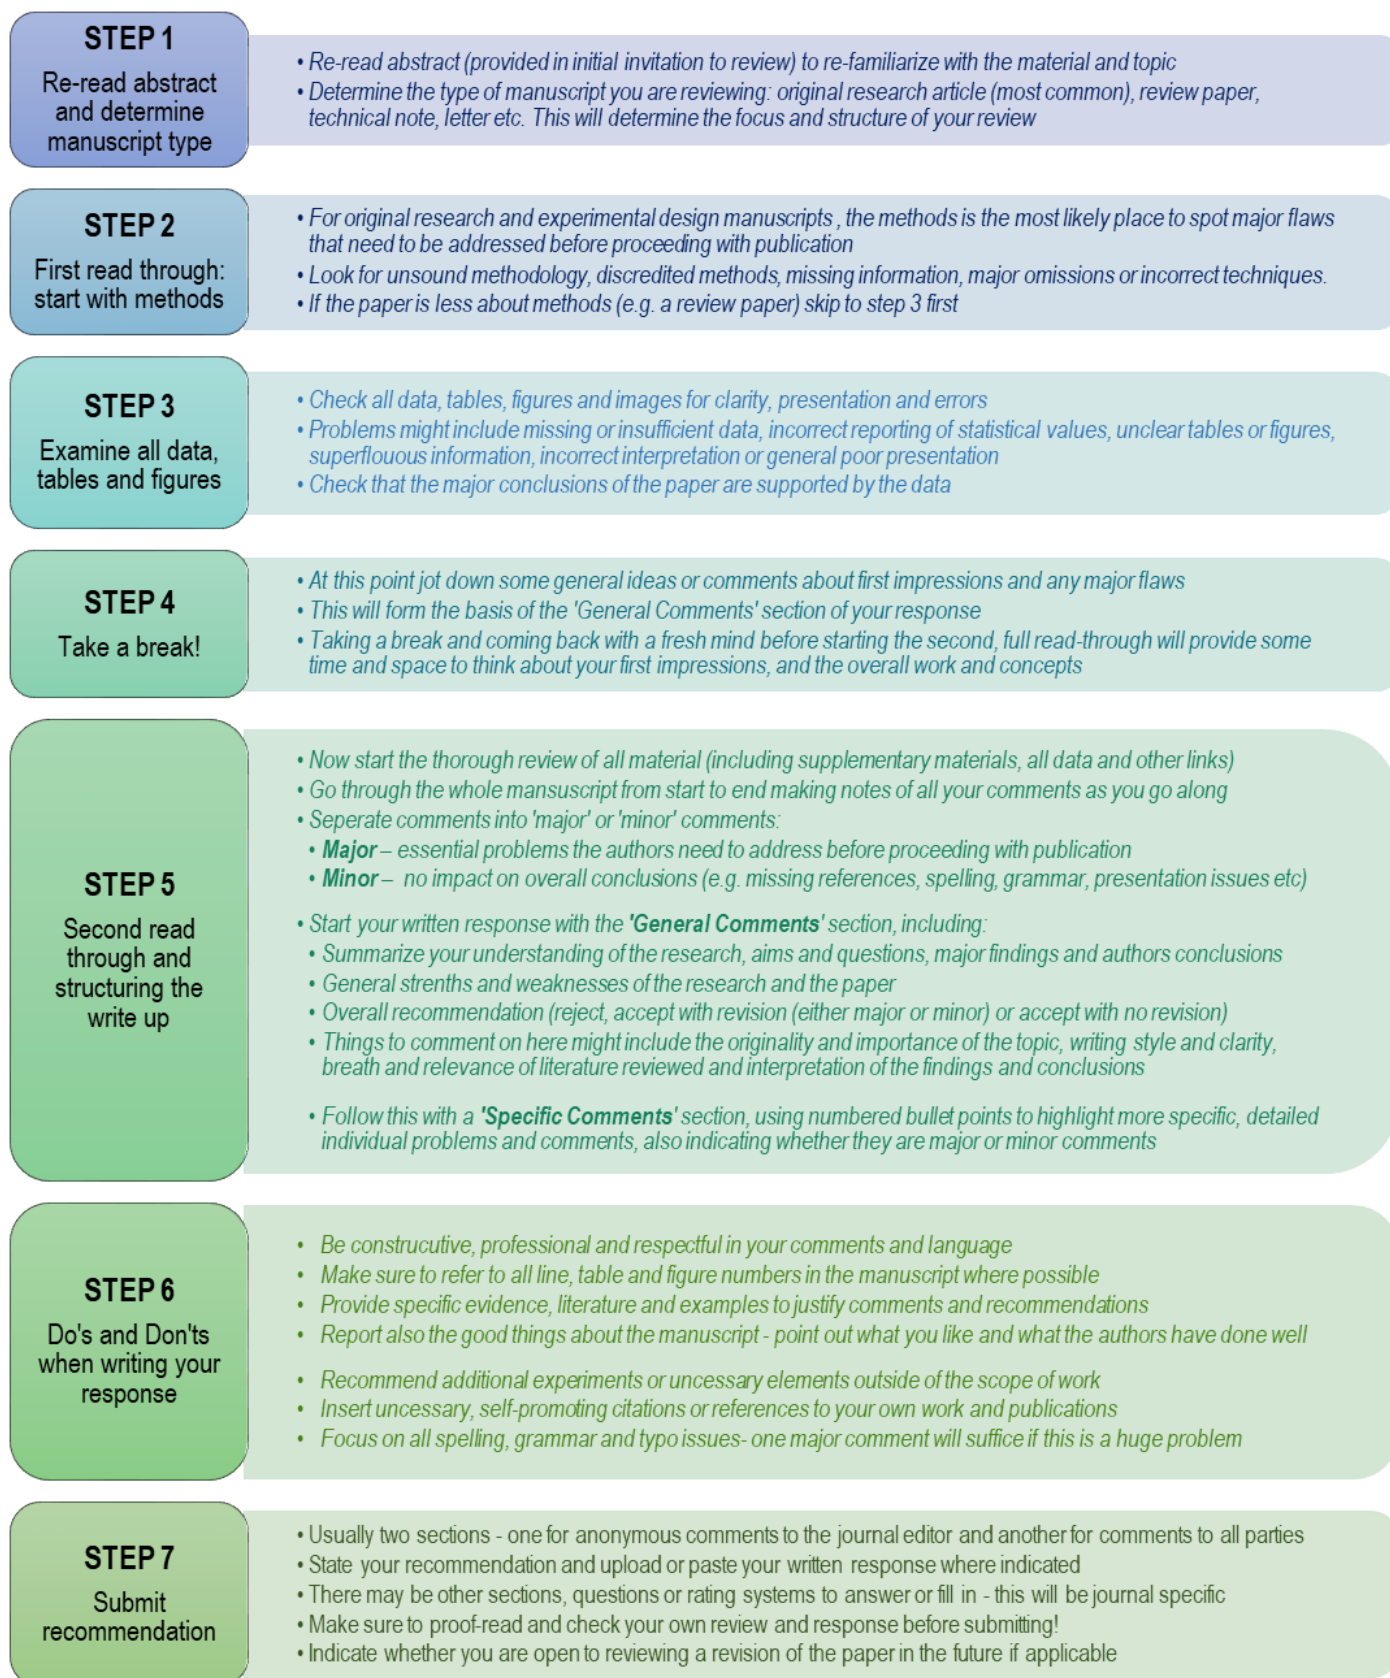 STEP 1
Re-read abstract
and determine
manuscript type
• Re-read abstract (provided in initial invitation to review) to re-familiarize with the material and topic
• Determine the type of manuscript you are reviewing: original research article (most common), review paper,
technical note, letter etc. This will determine the focus and structure of your review
STEP 2
First read through:
start with methods
• For original research and experimental design manuscripts , the methods is the most likely place to spot major flaws
that need to be addressed before proceeding with publication
• Look for unsound methodology, discredited methods, missing information, major omissions or incorrect techniques.
• If the paper is less about methods (e.g. a review paper) skip to step 3 first
STEP 3
Examine all data,
tables and figures
• Check all data, tables, figures and images for clarity, presentation and errors
• Problems might include missing or insufficient data, incorrect reporting of statistical values, unclear tables or figures,
superflouous information, incorrect interpretation or general poor presentation
• Check that the major conclusions of the paper are supported by the data
STEP 4
Take a break!
• At this point jot down some general ideas or comments about first impressions and any major flaws
• This will form the basis of the 'General Comments' section of your response
• Taking a break and coming back with a fresh mind before starting the second, full read-through will provide some
time and space to think about your first impressions, and the overall work and concepts
STEP 5
Second read
through and
structuring the
write up
• Now start the thorough review of all material (including supplementary materials, all data and other links)
• Go through the whole mansuscript from start to end making notes of all your comments as you go along
• Seperate comments into 'major' or 'minor' comments:
• Major – essential problems the authors need to address before proceeding with publication
• Minor – no impact on overall conclusions (e.g. missing references, spelling, grammar, presentation issues etc)
• Start your written response with the 'General Comments' section, including:
• Summarize your understanding of the research, aims and questions, major findings and authors conclusions
• General strenths and weaknesses of the research and the paper
• Overall recommendation (reject, accept with revision (either major or minor) or accept with no revision)
• Things to comment on here might include the originality and importance of the topic, writing style and clarity,
breath and relevance of literature reviewed and interpretation of the findings and conclusions
• Follow this with a 'Specific Comments' section, using numbered bullet points to highlight more specific, detailed
individual problems and comments, also indicating whether they are major or minor comments
STEP 6
Do's and Don'ts
when writing your
response
• Be construcutive, professional and respectful in your comments and language
• Make sure to refer to all line, table and figure numbers in the manuscript where possible
• Provide specific evidence, literature and examples to justify comments and recommendations
• Report also the good things about the manuscript - point out what you like and what the authors have done well
• Recommend additional experiments or uncessary elements outside of the scope of work
• Insert uncessary, self-promoting citations or references to your own work and publications
• Focus on all spelling, grammar and typo issues- one major comment will suffice if this is a huge problem
STEP 7
Submit
recommendation
• Usually two sections - one for anonymous comments to the journal editor and another for comments to all parties
• State your recommendation and upload or paste your written response where indicated
• There may be other sections, questions or rating systems to answer or fill in - this will be journal specific
• Make sure to proof-read and check your own review and response before submitting!
• Indicate whether you are open to reviewing a revision of the paper in the future if applicable